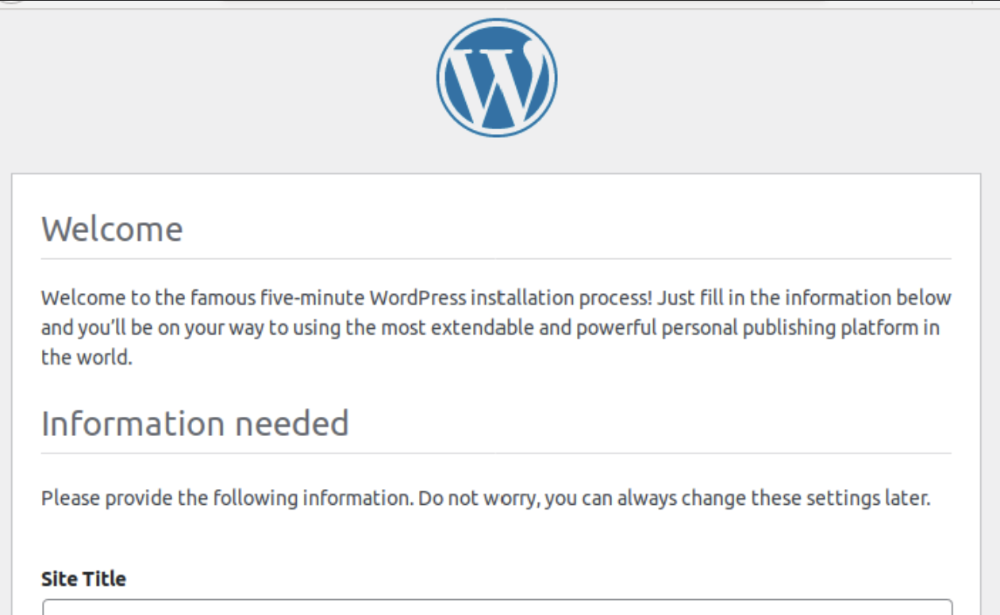 Welcome
Welcome to the famous five-minute WordPress installation process! Just fill in the information below
and you’ll be on your way to using the most extendable and powerful personal publishing platform in
the world.
Information needed
Please provide the following information. Do not worry, you can always change these settings later.
Site Title